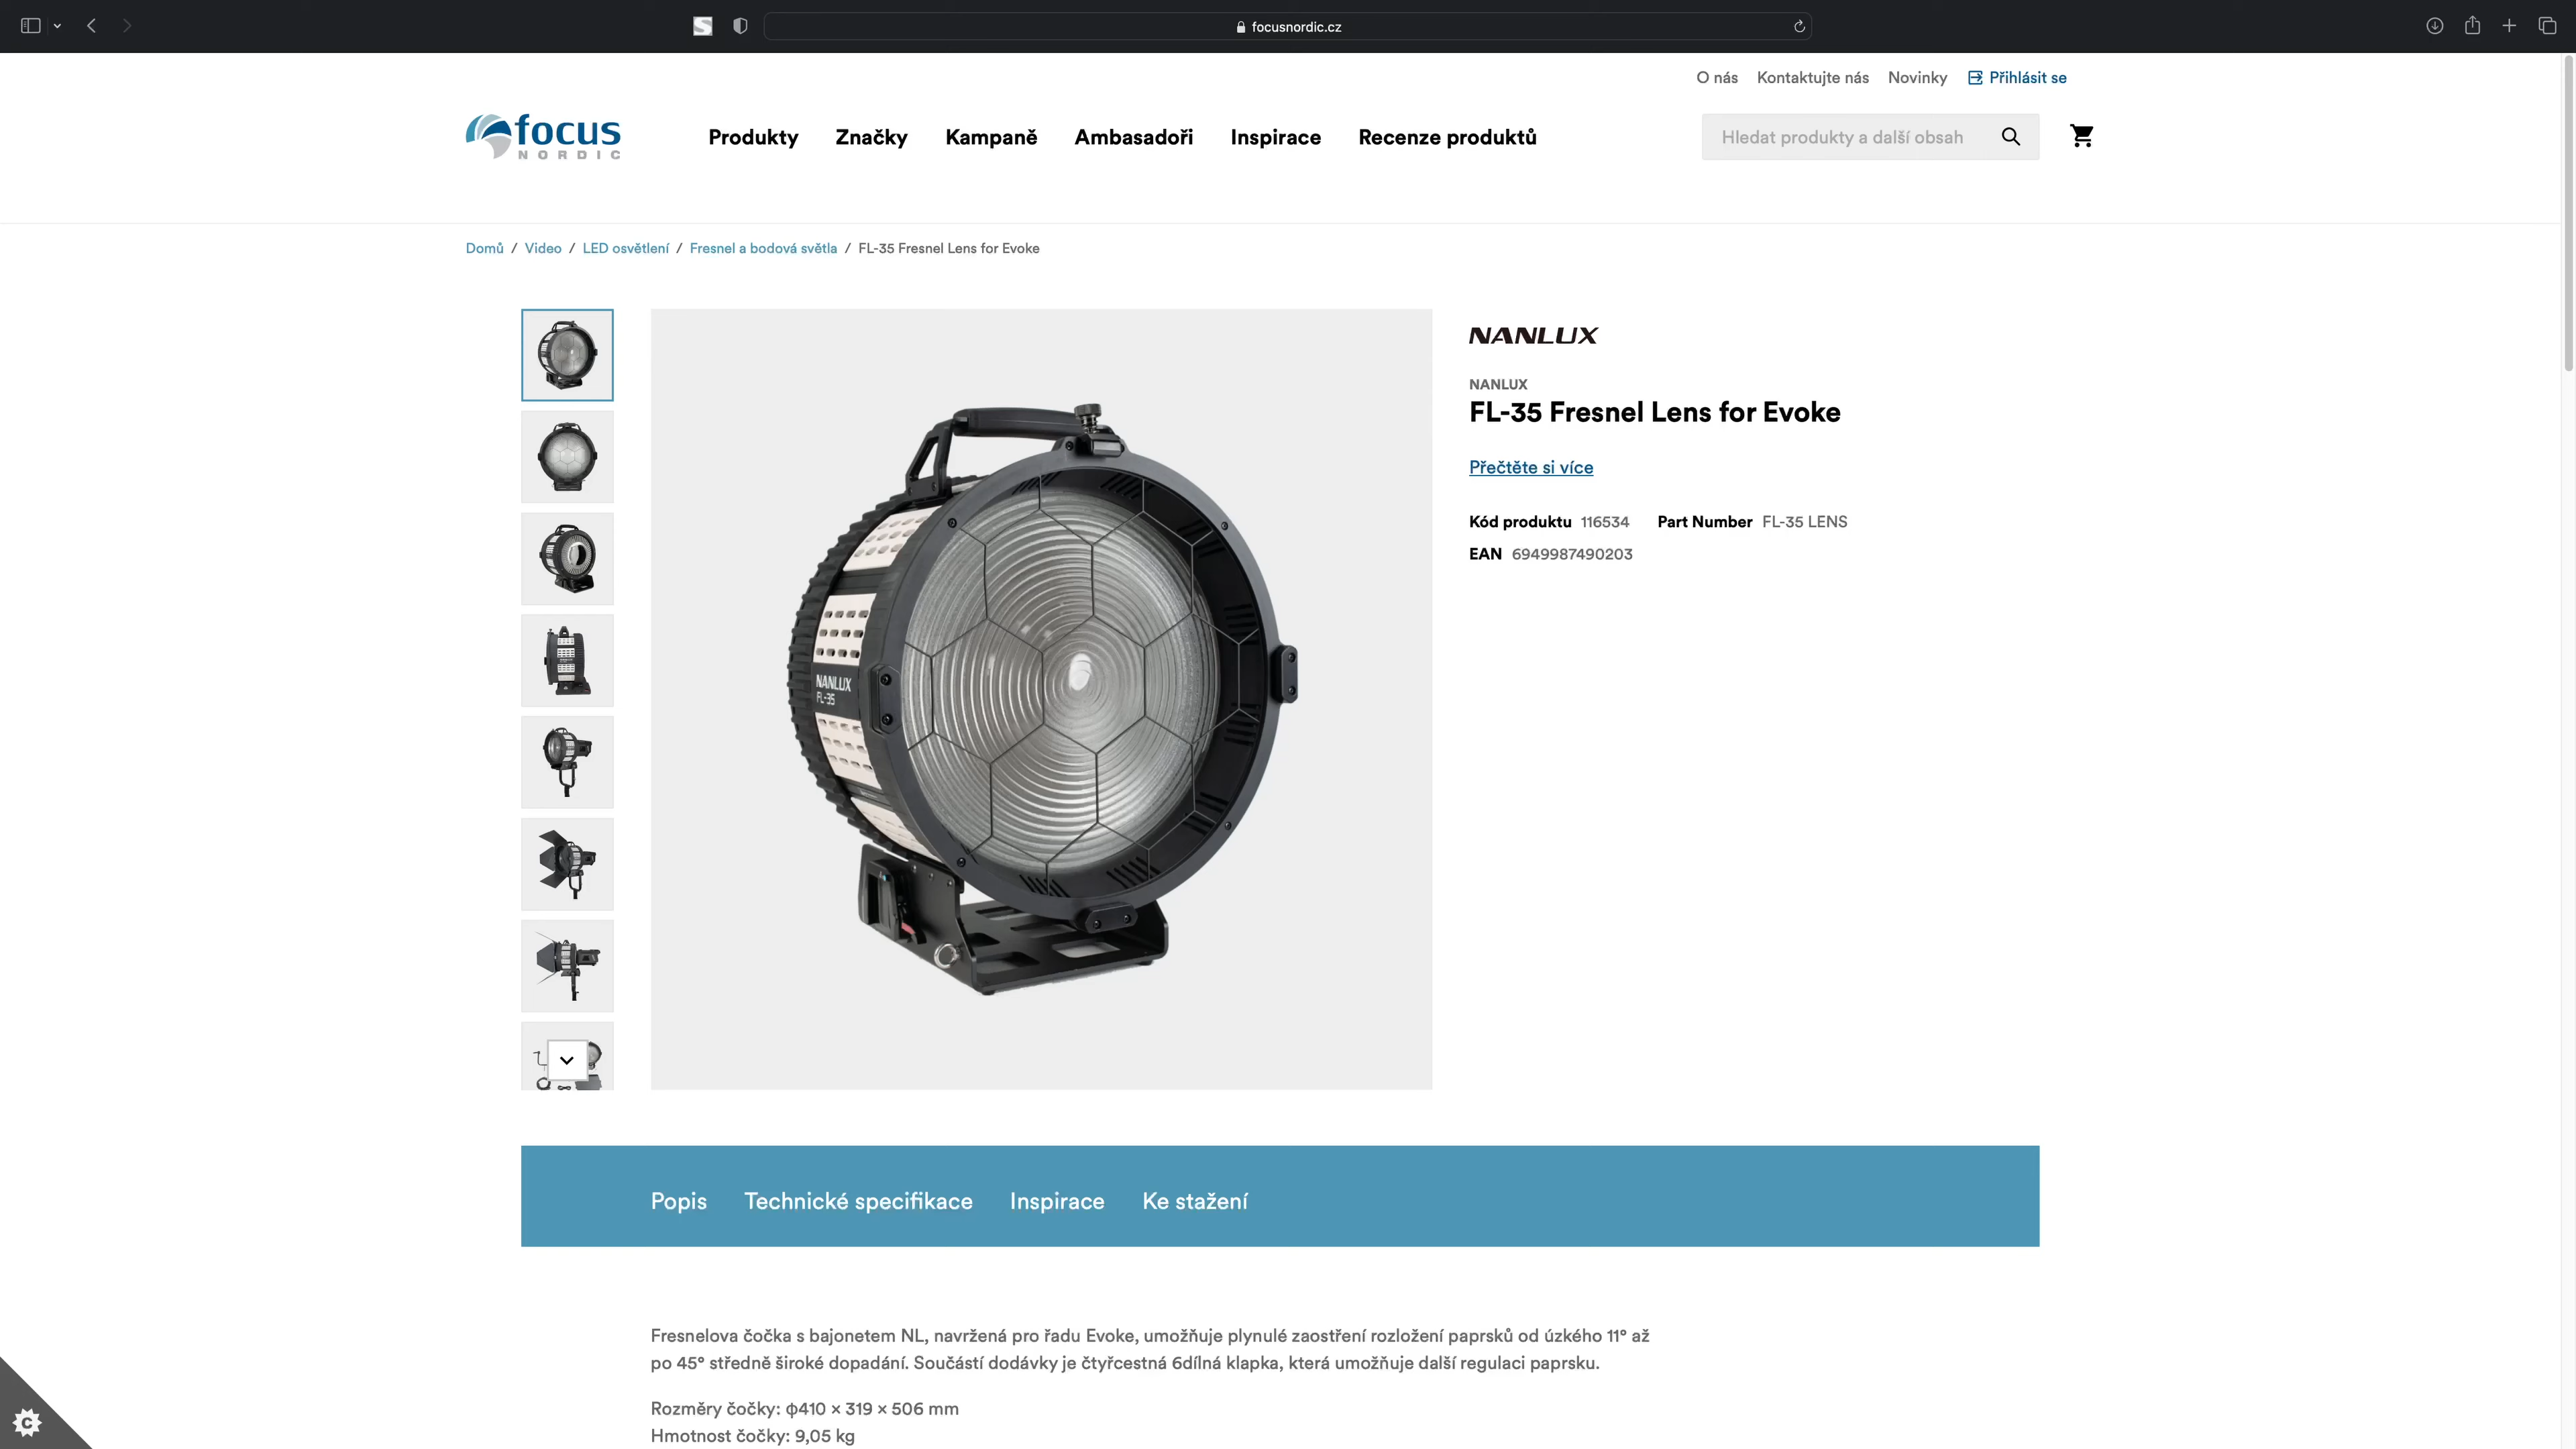 focusnordic.cz
O nás Kontaktujte nás Novinky Přihlásit se
focus
NORDIC
Produkty Značky Kampaně Ambasadoři Inspirace Recenze produktů
Hledat produkty a další obsah
Domů / Video / LED osvětlení / Fresnel a bodová světla / FL-35 Fresnel Lens for Evoke
NANLUX
NANLUX
FL-35 Fresnel Lens for Evoke
Přečtěte si více
Kód produktu 116534 Part Number FL-35 LENS
EAN 6949987490203
NANLUX
FL-35
Popis Technické specifikace Inspirace Ke stažení
Fresnelova čočka s bajonetem NL, navržená pro řadu Evoke, umožňuje plynulé zaostření rozložení paprsků od úzkého 11° až
po 45° středně široké dopadání. Součástí dodávky je čtyřcestná 6dílná klapka, která umožňuje další regulaci paprsku.
Rozměry čočky: φ410 × 319 × 506 mm
Hmotnost čočky: 9,05 kg